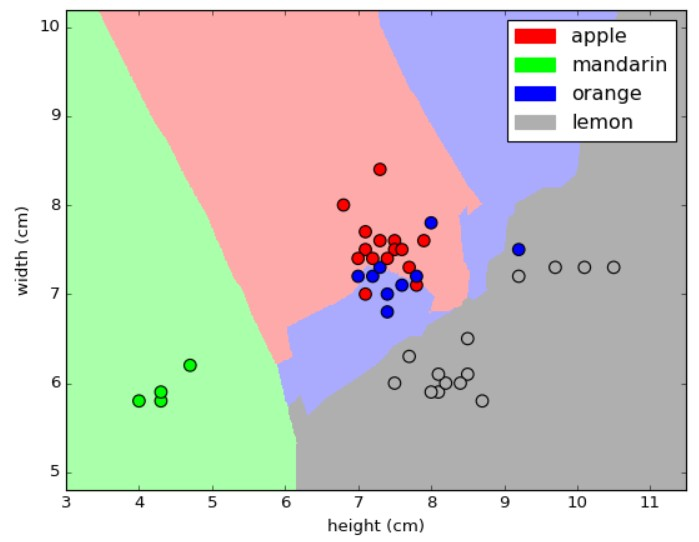 apple
mandarin
orange
lemon
10
9
8
7
6
5
width (cm)
3 4 5 6 7 8 9 10 11
height (cm)